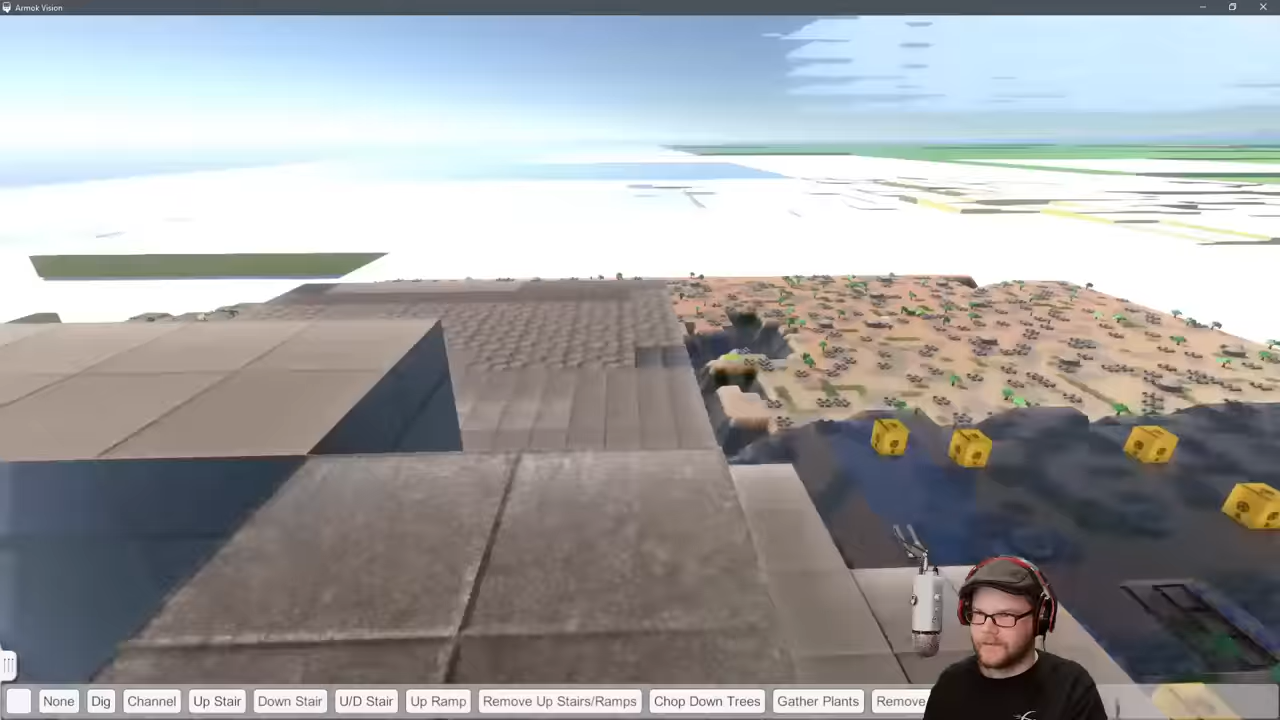 Armok Vision
None
Dig
Channel
Up Stair
Down Stair
U/D Stair
Up Ramp
Remove Up Stairs/Ramps
Chop Down Trees
Gather Plants
Remove